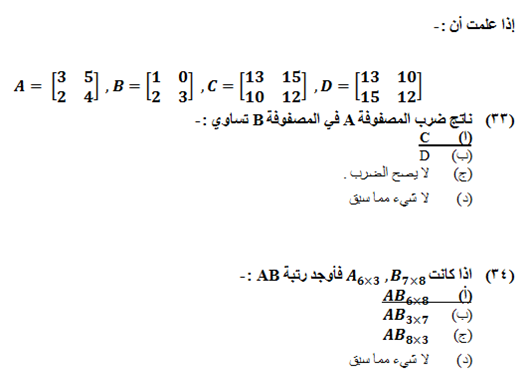 إذا علمت أن :-
A = [3 5 2 4] , B = [1 0 2 3] , C = [13 15 10 12] , D = [13 10 15 12]
(٣٣) ناتج ضرب المصفوفة A في المصفوفة B تساوي :-
(أ) C
(ب) D
(ج) لا يصح الضرب .
(د) لا شيء مما سبق
(٣٤) اذا كانت A6×3 , B7×8 فأوجد رتبة AB :-
(أ) AB6×8
(ب) AB3×7
(ج) AB8×3
(د) لا شيء مما سبق